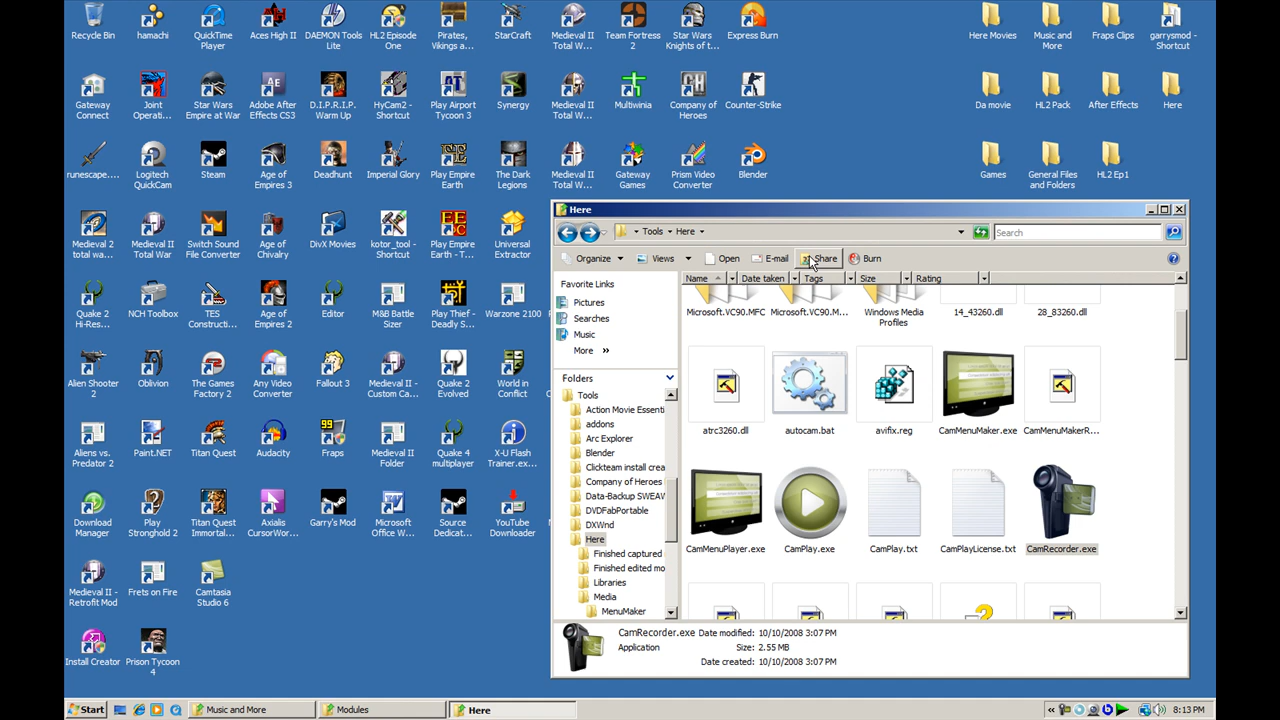 Recycle Bin
hamachi
QuickTime
Player
Aces High II
DAEMON Tools
Lite
HL2 Episode
One
Pirates,
Vikings a...
StarCraft
Medieval II
Total W...
Team Fortress
2
Star Wars
Knights of t...
Express Burn
Here Movies
Music and
More
Fraps Clips
garrysmod -
Shortcut
Gateway
Connect
Joint
Operati...
Star Wars
Empire at War
Adobe After
Effects CS3
D.I.P.R.I.P.
Warm Up
HyCam2 -
Shortcut
Play Airport
Tycoon 3
Synergy
Medieval II
Total W...
Multiwinia
Company of
Heroes
Counter-Strike
Da movie
HL2 Pack
After Effects
Here
runescape....
Logitech
QuickCam
Steam
Age of
Empires 3
Deadhunt
Imperial Glory
Play Empire
Earth
The Dark
Legions
Medieval II
Total W...
Gateway
Games
Prism Video
Converter
Blender
Games
General Files
and Folders
HL2 Ep1
Medieval 2
total wa...
Medieval II
Total War
Switch Sound
File Converter
Age of
Chivalry
DivX Movies
kotor_tool -
Shortcut
Play Empire
Earth - T...
Universal
Extractor
Quake 2
Hi-Res...
NCH Toolbox
TES
Constructi...
Age of
Empires 2
Editor
M&B Battle
Sizer
Play Thief -
Deadly S...
Warzone 2100
Alien Shooter
2
Oblivion
The Games
Factory 2
Any Video
Converter
Fallout 3
Medieval II -
Custom Ca...
Quake 2
Evolved
World in
Conflict
Aliens vs.
Predator 2
Paint.NET
Titan Quest
Audacity
99
Fraps
Medieval II
Folder
Quake 4
multiplayer
X-U Flash
Trainer.ex...
Download
Manager
Play
Stronghold 2
Titan Quest
Immortal...
Axialis
CursorWor...
Garry's Mod
Microsoft
Office W...
Source
Dedicat...
YouTube
Downloader
Medieval II -
Retrofit Mod
Frets on Fire
Camtasia
Studio 6
Install Creator
Prison Tycoon
4
Here
Tools Here
Search
Organize Views Open E-mail Share Burn
Favorite Links
Pictures
Searches
Music
More »
Folders
Tools
Action Movie Essenti
addons
Arc Explorer
Blender
Clickteam install crea
Company of Heroes
Data-Backup SWEAW
DVDFabPortable
DXWnd
Here
Finished captured
Finished edited mo
Libraries
Media
MenuMaker
Name Date taken Tags Size Rating
Microsoft.VC90.MFC
Microsoft.VC90.M...
Windows Media
Profiles
14_43260.dll
28_83260.dll
atrc3260.dll
autocam.bat
avifix.reg
CamMenuMaker.exe
CamMenuMakerR...
CamMenuPlayer.exe
CamPlay.exe
CamPlay.txt
CamPlayLicense.txt
CamRecorder.exe
CamRecorder.exe Date modified: 10/10/2008 3:07 PM
Application Size: 2.55 MB
Date created: 10/10/2008 3:07 PM
Start
Music and More
Modules
Here
8:13 PM